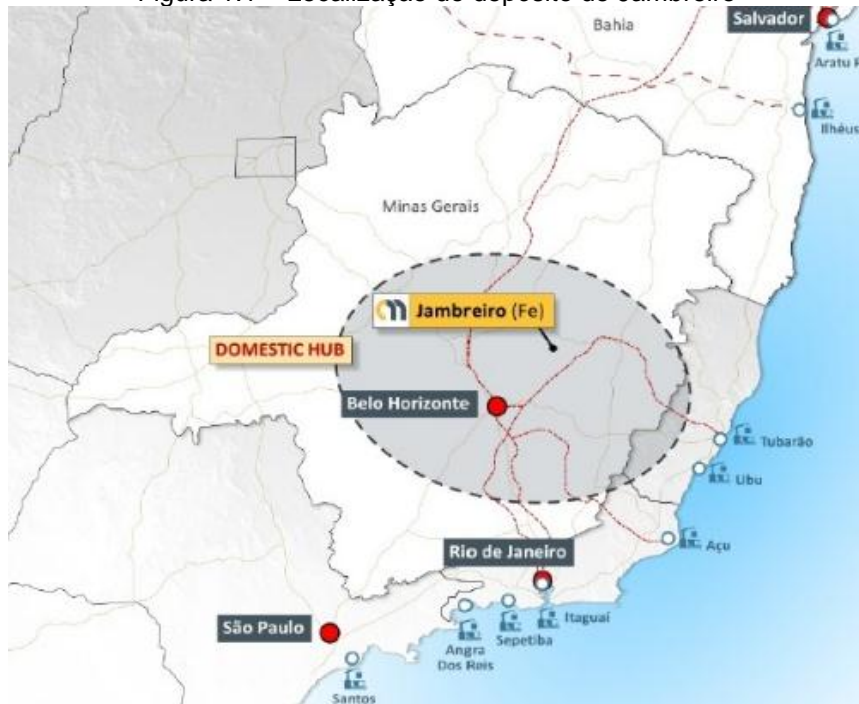 Salvador
Bahia
Aratu
Ilhéus
Minas Gerais
Jambreiro (Fe)
DOMESTIC HUB
Belo Horizonte
Tubarão
Ubu
Açu
Rio de Janeiro
Itaguaí
São Paulo
Angra
Dos Reis
Sepetiba
Santos